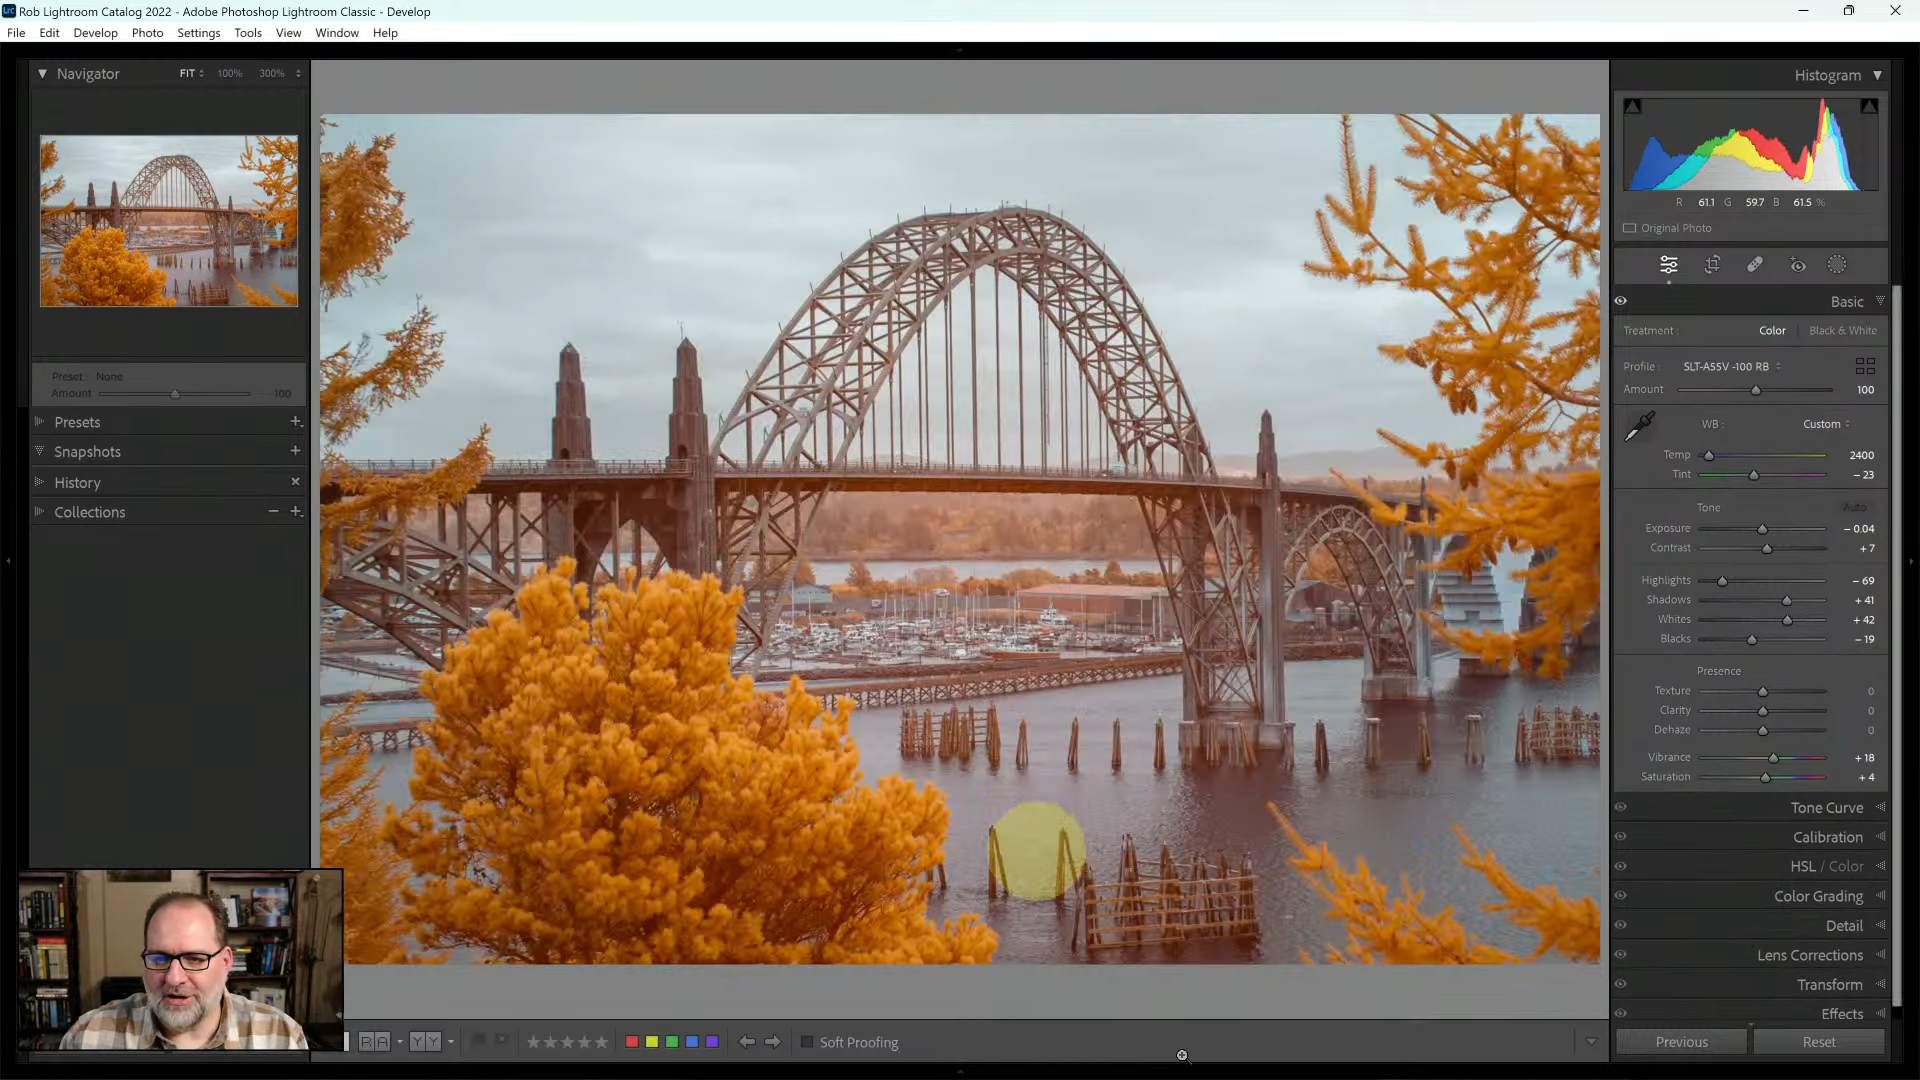 Rob Lightroom Catalog 2022 - Adobe Photoshop Lightroom Classic - Develop
File Edit Develop Photo Settings Tools View Window Help
Navigator FIT 100% 300%
Preset : None
Amount 100
Presets
Snapshots
History
Collections
Histogram
R 61.1 G 59.7 B 61.5 %
Original Photo
Basic
Treatment : Color Black & White
Profile : SLT-A55V -100 RB
Amount 100
WB : Custom
Temp 2400
Tint - 23
Tone Auto
Exposure - 0.04
Contrast + 7
Highlights - 69
Shadows + 41
Whites + 42
Blacks - 19
Presence
Texture 0
Clarity 0
Dehaze 0
Vibrance + 18
Saturation + 4
Tone Curve
Calibration
HSL / Color
Color Grading
Detail
Lens Corrections
Transform
Effects
RA YY Soft Proofing
Previous Reset